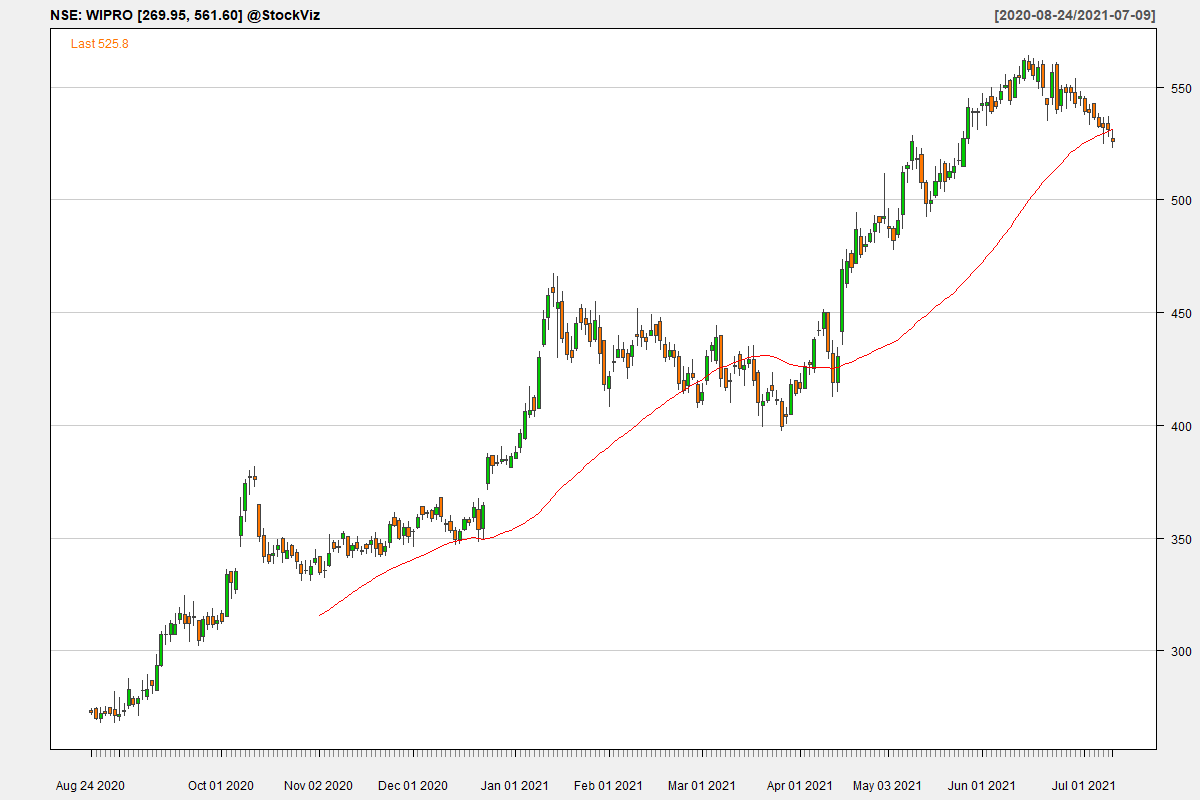 NSE: WIPRO [269.95, 561.60] @StockViz [2020-08-24/2021-07-09]
Last 525.8
550
500
450
400
350
300
Aug 24 2020 Oct 01 2020 Nov 02 2020 Dec 01 2020 Jan 01 2021 Feb 01 2021 Mar 01 2021 Apr 01 2021 May 03 2021 Jun 01 2021 Jul 01 2021